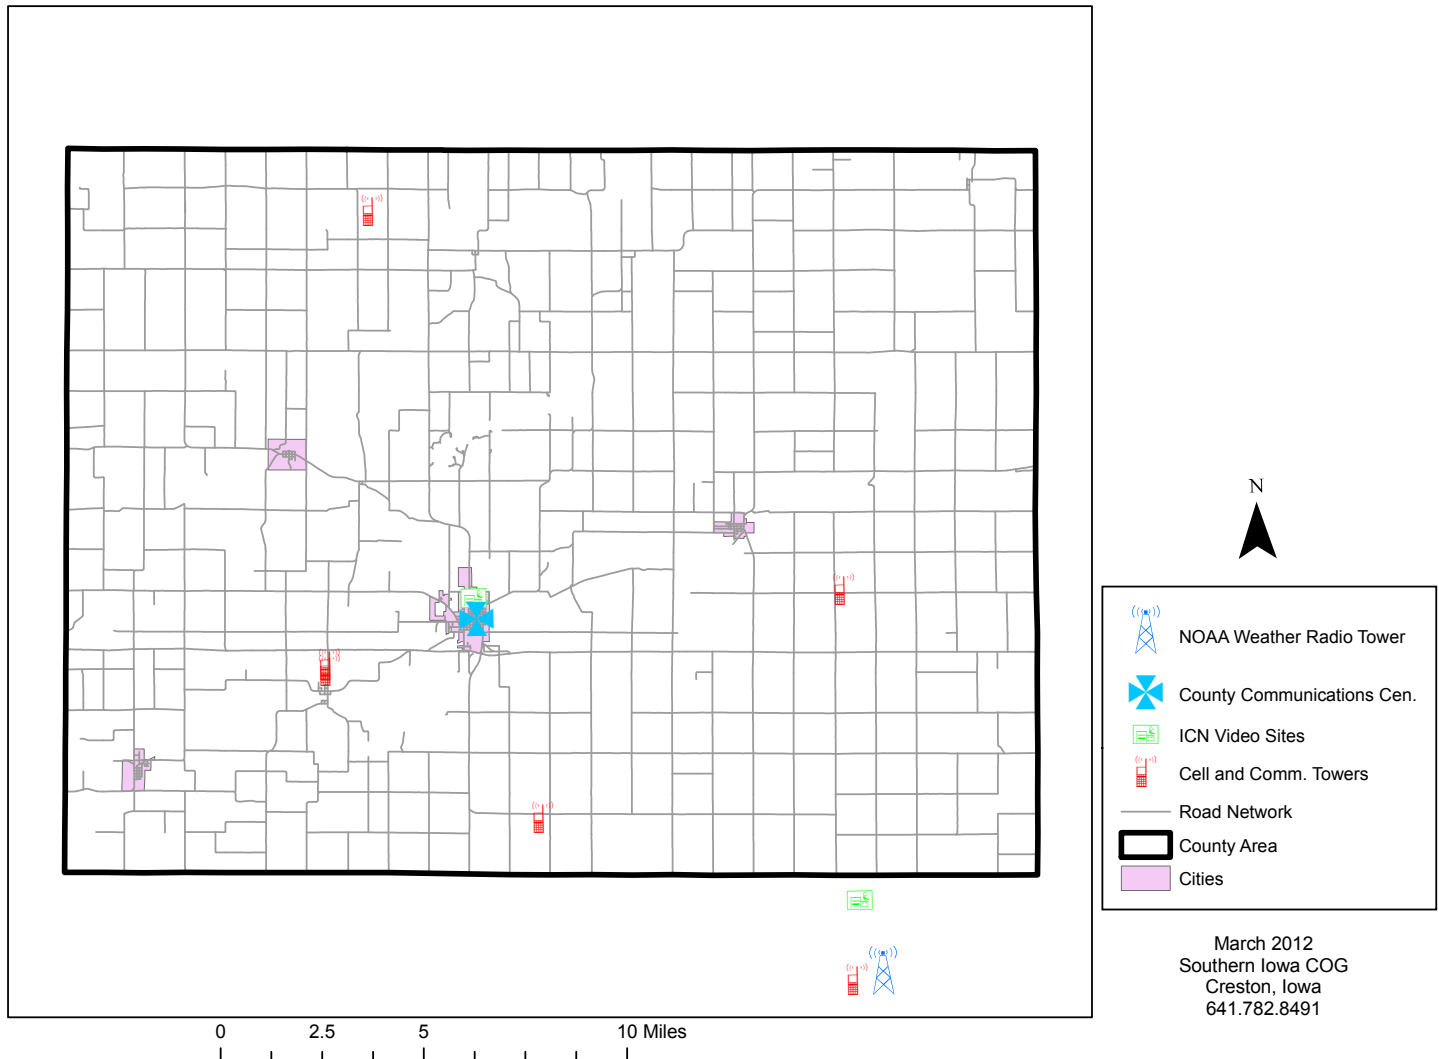 N
NOAA Weather Radio Tower
County Communications Cen.
ICN Video Sites
Cell and Comm. Towers
Road Network
County Area
Cities
March 2012
Southern Iowa COG
Creston, Iowa
641.782.8491
0 2.5 5 10 Miles